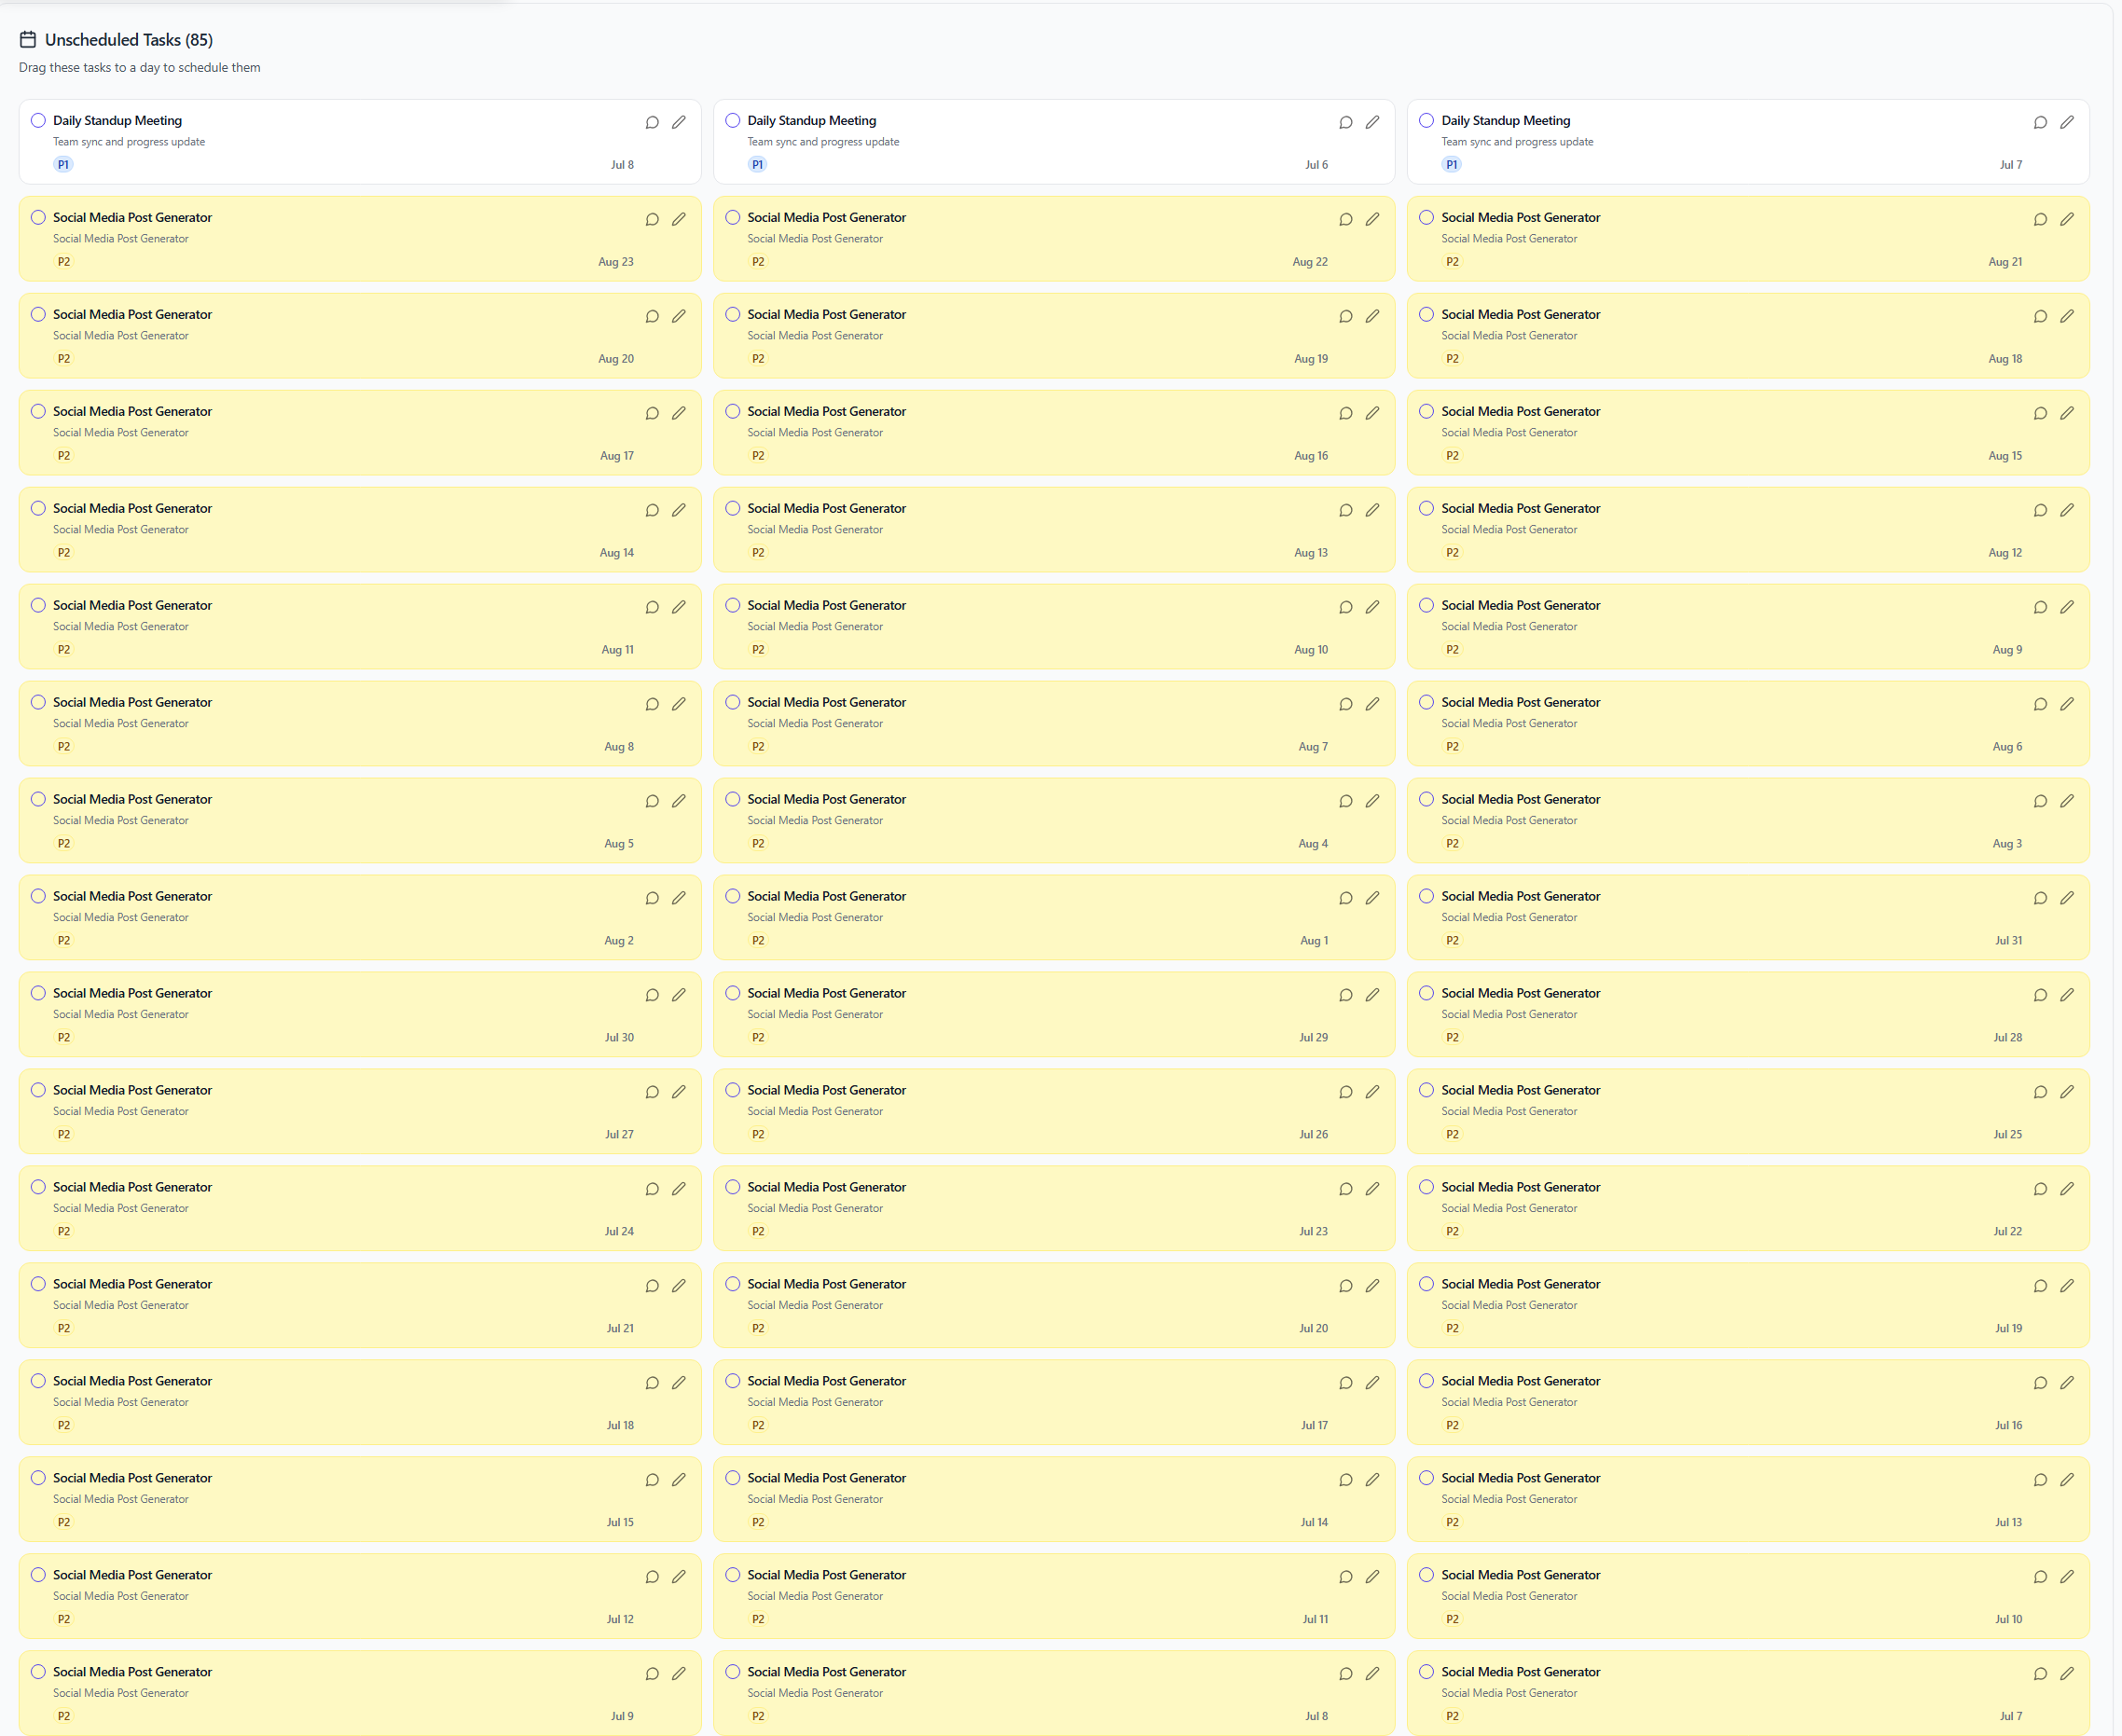 Unscheduled Tasks (85)
Drag these tasks to a day to schedule them
Daily Standup Meeting
Team sync and progress update
P1 Jul 8
Daily Standup Meeting
Team sync and progress update
P1 Jul 6
Daily Standup Meeting
Team sync and progress update
P1 Jul 7
Social Media Post Generator
Social Media Post Generator
P2 Aug 23
Social Media Post Generator
Social Media Post Generator
P2 Aug 22
Social Media Post Generator
Social Media Post Generator
P2 Aug 21
Social Media Post Generator
Social Media Post Generator
P2 Aug 20
Social Media Post Generator
Social Media Post Generator
P2 Aug 19
Social Media Post Generator
Social Media Post Generator
P2 Aug 18
Social Media Post Generator
Social Media Post Generator
P2 Aug 17
Social Media Post Generator
Social Media Post Generator
P2 Aug 16
Social Media Post Generator
Social Media Post Generator
P2 Aug 15
Social Media Post Generator
Social Media Post Generator
P2 Aug 14
Social Media Post Generator
Social Media Post Generator
P2 Aug 13
Social Media Post Generator
Social Media Post Generator
P2 Aug 12
Social Media Post Generator
Social Media Post Generator
P2 Aug 11
Social Media Post Generator
Social Media Post Generator
P2 Aug 10
Social Media Post Generator
Social Media Post Generator
P2 Aug 9
Social Media Post Generator
Social Media Post Generator
P2 Aug 8
Social Media Post Generator
Social Media Post Generator
P2 Aug 7
Social Media Post Generator
Social Media Post Generator
P2 Aug 6
Social Media Post Generator
Social Media Post Generator
P2 Aug 5
Social Media Post Generator
Social Media Post Generator
P2 Aug 4
Social Media Post Generator
Social Media Post Generator
P2 Aug 3
Social Media Post Generator
Social Media Post Generator
P2 Aug 2
Social Media Post Generator
Social Media Post Generator
P2 Aug 1
Social Media Post Generator
Social Media Post Generator
P2 Jul 31
Social Media Post Generator
Social Media Post Generator
P2 Jul 30
Social Media Post Generator
Social Media Post Generator
P2 Jul 29
Social Media Post Generator
Social Media Post Generator
P2 Jul 28
Social Media Post Generator
Social Media Post Generator
P2 Jul 27
Social Media Post Generator
Social Media Post Generator
P2 Jul 26
Social Media Post Generator
Social Media Post Generator
P2 Jul 25
Social Media Post Generator
Social Media Post Generator
P2 Jul 24
Social Media Post Generator
Social Media Post Generator
P2 Jul 23
Social Media Post Generator
Social Media Post Generator
P2 Jul 22
Social Media Post Generator
Social Media Post Generator
P2 Jul 21
Social Media Post Generator
Social Media Post Generator
P2 Jul 20
Social Media Post Generator
Social Media Post Generator
P2 Jul 19
Social Media Post Generator
Social Media Post Generator
P2 Jul 18
Social Media Post Generator
Social Media Post Generator
P2 Jul 17
Social Media Post Generator
Social Media Post Generator
P2 Jul 16
Social Media Post Generator
Social Media Post Generator
P2 Jul 15
Social Media Post Generator
Social Media Post Generator
P2 Jul 14
Social Media Post Generator
Social Media Post Generator
P2 Jul 13
Social Media Post Generator
Social Media Post Generator
P2 Jul 12
Social Media Post Generator
Social Media Post Generator
P2 Jul 11
Social Media Post Generator
Social Media Post Generator
P2 Jul 10
Social Media Post Generator
Social Media Post Generator
P2 Jul 9
Social Media Post Generator
Social Media Post Generator
P2 Jul 8
Social Media Post Generator
Social Media Post Generator
P2 Jul 7